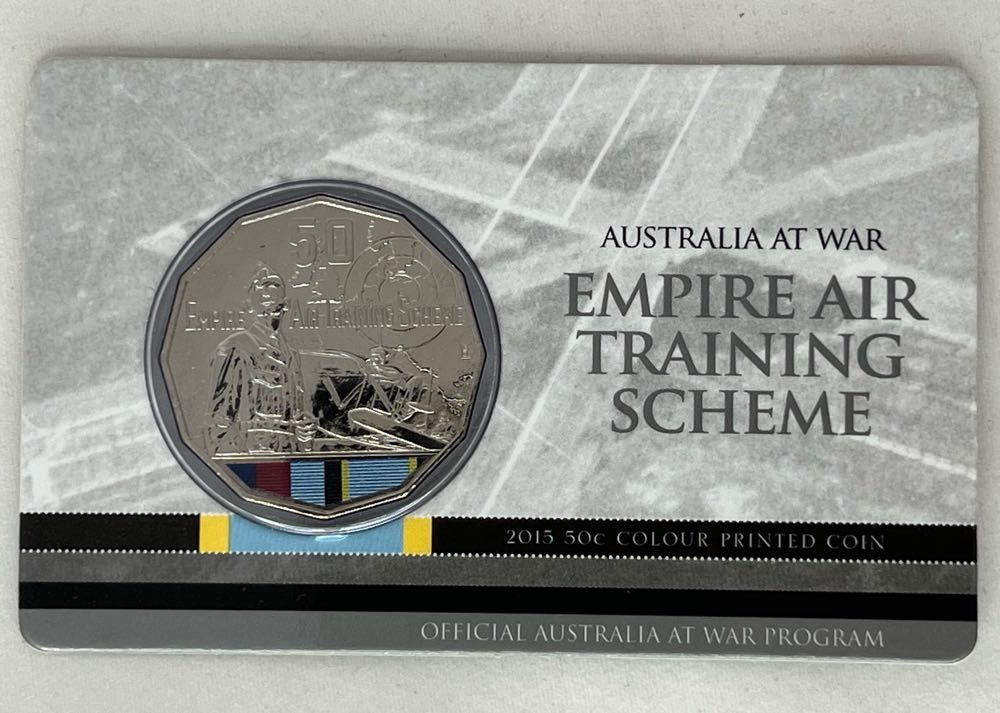 50
EMPIRE AIR TRAINING SCHEME
AUSTRALIA AT WAR
EMPIRE AIR
TRAINING
SCHEME
2015 50C COLOUR PRINTED COIN
OFFICIAL AUSTRALIA AT WAR PROGRAM